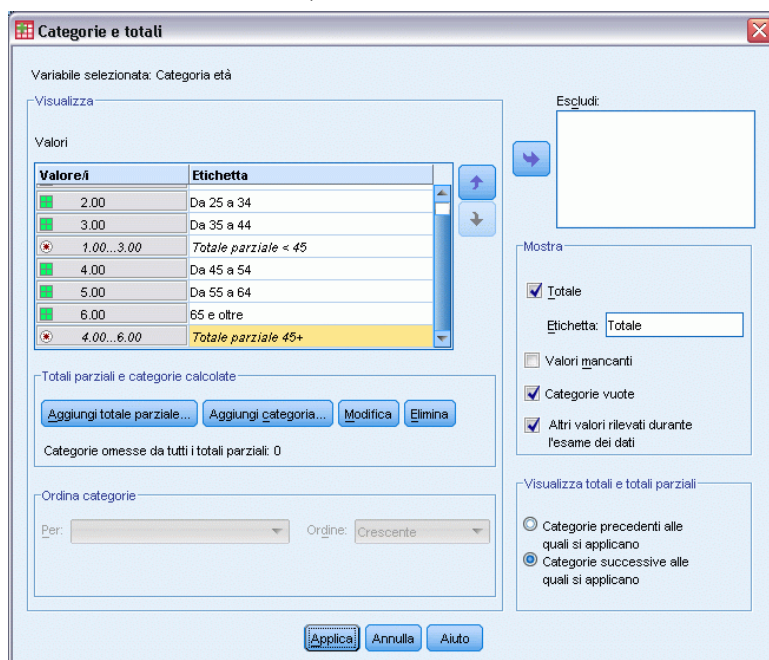 Categorie e totali
Variabile selezionata: Categoria età
Visualizza
Valori
Valore/i Etichetta
2.00 Da 25 a 34
3.00 Da 35 a 44
1.00...3.00 Totale parziale < 45
4.00 Da 45 a 54
5.00 Da 55 a 64
6.00 65 e oltre
4.00...6.00 Totale parziale 45+
Totali parziali e categorie calcolate
Aggiungi totale parziale... Aggiungi categoria... Modifica Elimina
Categorie omesse da tutti i totali parziali: 0
Ordina categorie
Per: Ordine: Crescente
Escludi:
Mostra
Totale
Etichetta: Totale
Valori mancanti
Categorie vuote
Altri valori rilevati durante
l'esame dei dati
Visualizza totali e totali parziali
Categorie precedenti alle
quali si applicano
Categorie successive alle
quali si applicano
Applica Annulla Aiuto